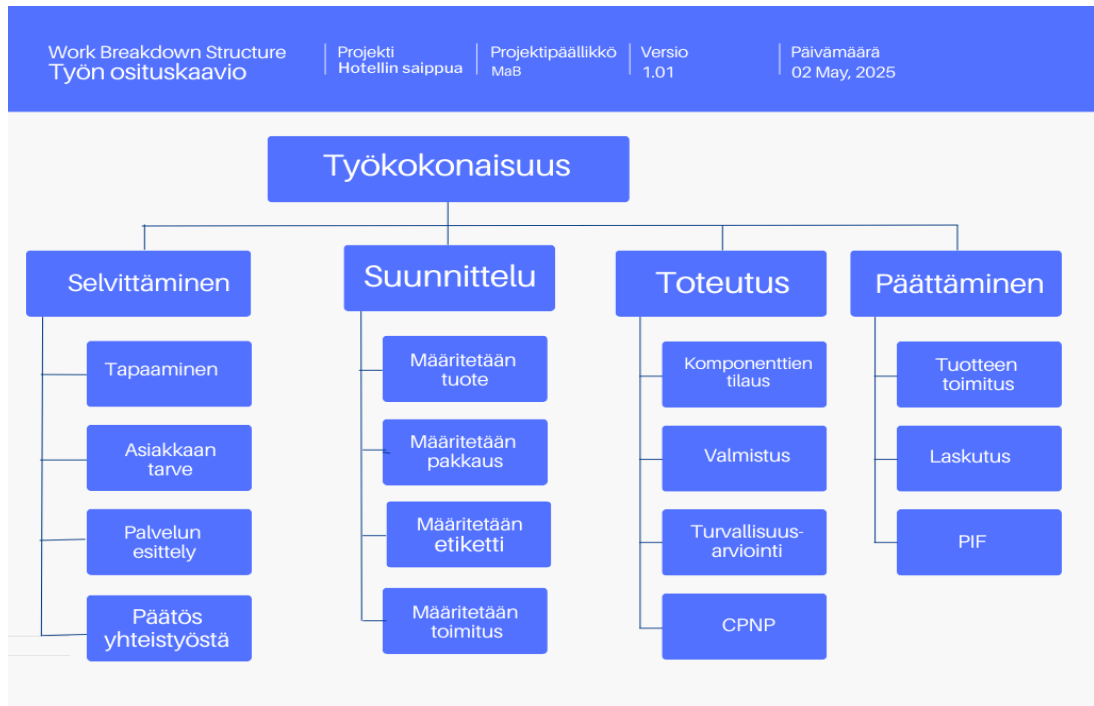 Work Breakdown Structure
Työn osituskaavio
Projekti
Hotellin saippua
Projektipäällikkö
MaB
Versio
1.01
Päivämäärä
02 May, 2025
Työkokonaisuus
Selvittäminen
Tapaaminen
Asiakkaan
tarve
Palvelun
esittely
Päätös
yhteistyöstä
Suunnittelu
Määritetään
tuote
Määritetään
pakkaus
Määritetään
etiketti
Määritetään
toimitus
Toteutus
Komponenttien
tilaus
Valmistus
Turvallisuus-
arviointi
CPNP
Päättäminen
Tuotteen
toimitus
Laskutus
PIF